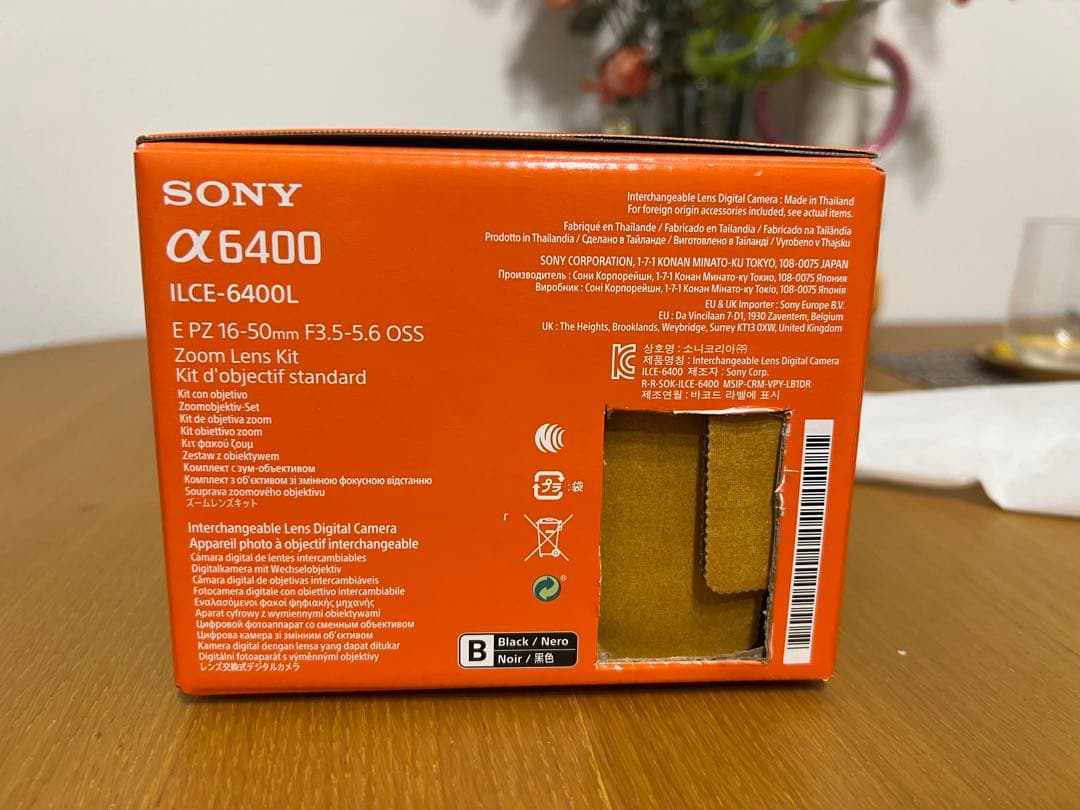 SONY
α6400
ILCE-6400L
E PZ 16-50mm F3.5-5.6 OSS
Zoom Lens Kit
Kit d'objectif standard
Kit con objetivo
Zoomobjektiv-Set
Kit de objetiva zoom
Kit obiettivo zoom
Κιτ φακού ζουμ
Zestaw z obiektywem
Комплект с зум-объективом
Комплект з об'єктивом зі змінною фокусною відстанню
Souprava zoomového objektivu
ズームレンズキット
Interchangeable Lens Digital Camera
Appareil photo à objectif interchangeable
Cámara digital de lentes intercambiables
Digitalkamera mit Wechselobjektiv
Câmara digital de objetivas intercambiáveis
Fotocamera digitale con obiettivo intercambiabile
Εναλασόμενοι φακοί ψηφιακής μηχανής
Aparat cyfrowy z wymiennymi obiektywami
Цифровой фотоаппарат со сменным объективом
Цифрова камера зі змінним об'єктивом
Kamera digital dengan lensa yang dapat ditukar
Digitální fotoaparát s výměnnými objektivy
レンズ交換式デジタルカメラ
Interchangeable Lens Digital Camera : Made in Thailand
For foreign origin accessories included, see actual items.
Fabriqué en Thaïlande / Fabricado en Tailandia / Fabricado na Tailândia
Prodotto in Thailandia / Сделано в Тайланде / Виготовлено в Таїланді / Vyrobeno v Thajsku
SONY CORPORATION, 1-7-1 KONAN MINATO-KU TOKYO, 108-0075 JAPAN
Производитель : Сони Корпорейшн, 1-7-1 Конан Минато-ку Токио, 108-0075 Япония
Виробник : Соні Корпорейшн, 1-7-1 Конан Мінато-ку Токіо, 108-0075 Японія
EU & UK Importer : Sony Europe B.V.
EU : Da Vincilaan 7-D1, 1930 Zaventem, Belgium
UK : The Heights, Brooklands, Weybridge, Surrey KT13 0XW, United Kingdom
상호명 : 소니코리아㈜
제품명칭 : Interchangeable Lens Digital Camera
ILCE-6400 제조자 : Sony Corp.
R-R-SOK-ILCE-6400 MSIP-CRM-VPY-LB1DR
제조연월 : 바코드 라벨에 표시
プラ : 袋
r
B Black / Nero
Noir / 黑色